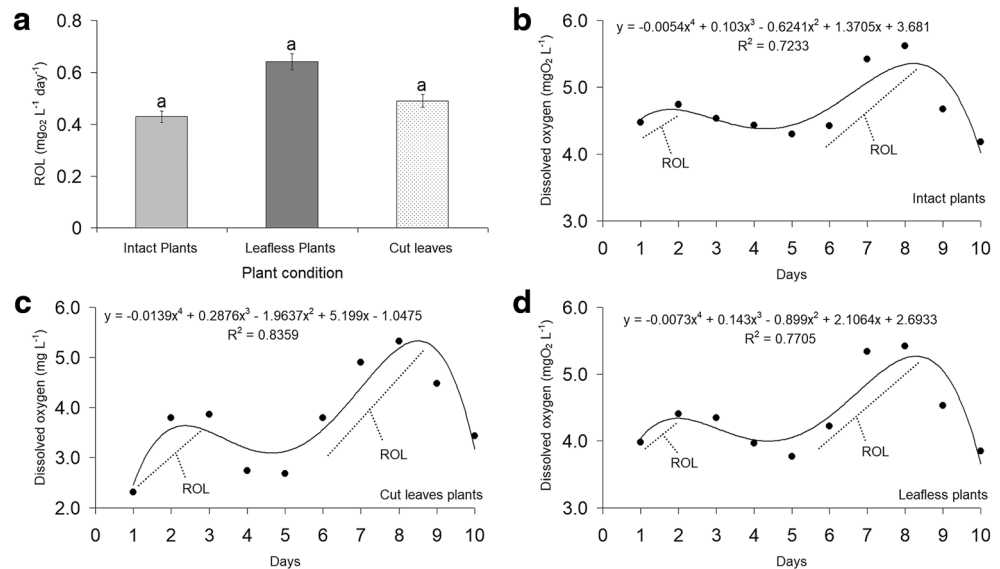 a
ROL (mgO2 L-1 day-1)
0.8
0.6
0.4
0.2
0
a
a
a
Intact Plants
Leafless Plants
Cut leaves
Plant condition
b
Dissolved oxygen (mgO2 L-1)
6.0
5.0
4.0
3.0
y = -0.0054x4 + 0.103x3 - 0.6241x2 + 1.3705x + 3.681
R2 = 0.7233
ROL
ROL
Intact plants
0 1 2 3 4 5 6 7 8 9 10
Days
c
Dissolved oxygen (mg L-1)
6.0
5.0
4.0
3.0
2.0
y = -0.0139x4 + 0.2876x3 - 1.9637x2 + 5.199x - 1.0475
R2 = 0.8359
ROL
ROL
Cut leaves plants
0 1 2 3 4 5 6 7 8 9 10
Days
d
Dissolved oxygen (mgO2 L-1)
6.0
5.0
4.0
3.0
y = -0.0073x4 + 0.143x3 - 0.899x2 + 2.1064x + 2.6933
R2 = 0.7705
ROL
ROL
Leafless plants
0 1 2 3 4 5 6 7 8 9 10
Days